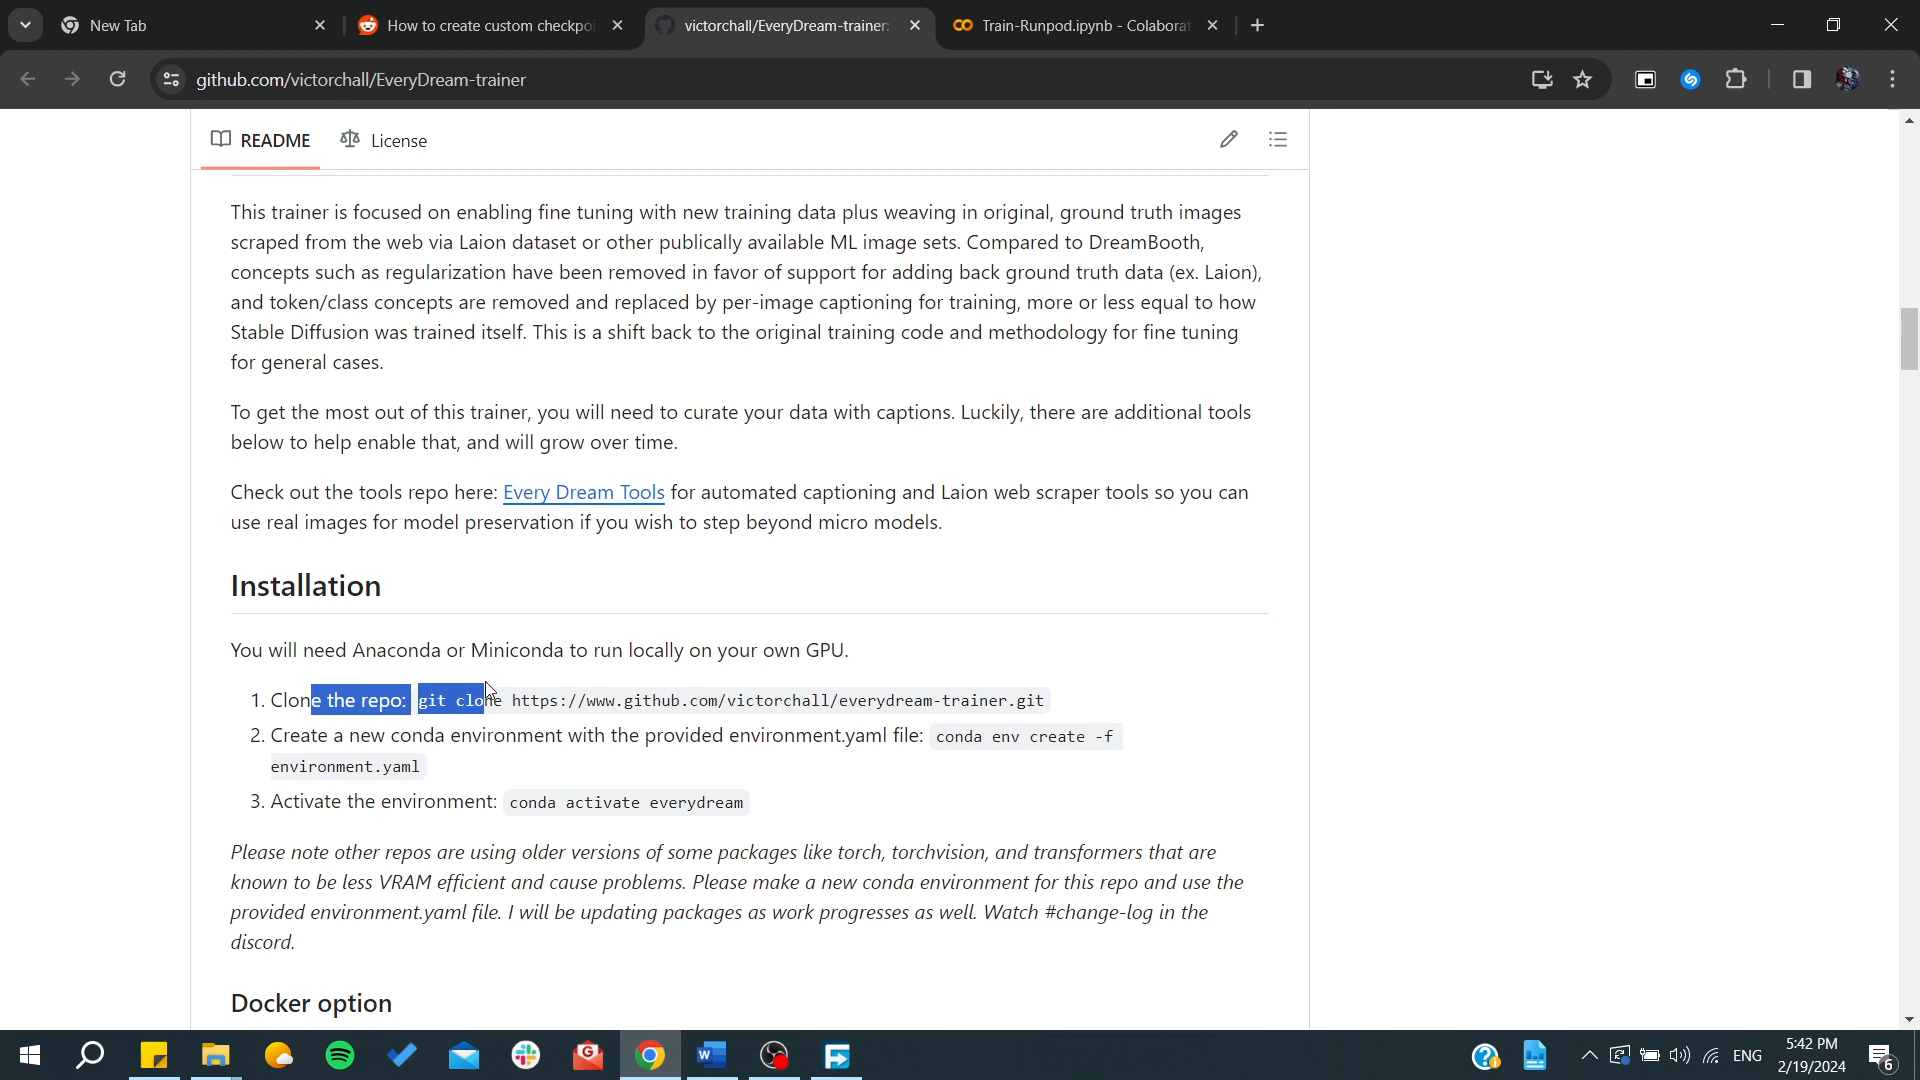 New Tab
How to create custom checkpoi
victorchall/EveryDream-trainer:
Train-Runpod.ipynb - Colaborat
github.com/victorchall/EveryDream-trainer
README
License
This trainer is focused on enabling fine tuning with new training data plus weaving in original, ground truth images
scraped from the web via Laion dataset or other publically available ML image sets. Compared to DreamBooth,
concepts such as regularization have been removed in favor of support for adding back ground truth data (ex. Laion),
and token/class concepts are removed and replaced by per-image captioning for training, more or less equal to how
Stable Diffusion was trained itself. This is a shift back to the original training code and methodology for fine tuning
for general cases.
To get the most out of this trainer, you will need to curate your data with captions. Luckily, there are additional tools
below to help enable that, and will grow over time.
Check out the tools repo here: Every Dream Tools for automated captioning and Laion web scraper tools so you can
use real images for model preservation if you wish to step beyond micro models.
Installation
You will need Anaconda or Miniconda to run locally on your own GPU.
1. Clone the repo: git clone https://www.github.com/victorchall/everydream-trainer.git
2. Create a new conda environment with the provided environment.yaml file: conda env create -f
environment.yaml
3. Activate the environment: conda activate everydream
Please note other repos are using older versions of some packages like torch, torchvision, and transformers that are
known to be less VRAM efficient and cause problems. Please make a new conda environment for this repo and use the
provided environment.yaml file. I will be updating packages as work progresses as well. Watch #change-log in the
discord.
Docker option
ENG
5:42 PM
2/19/2024
6